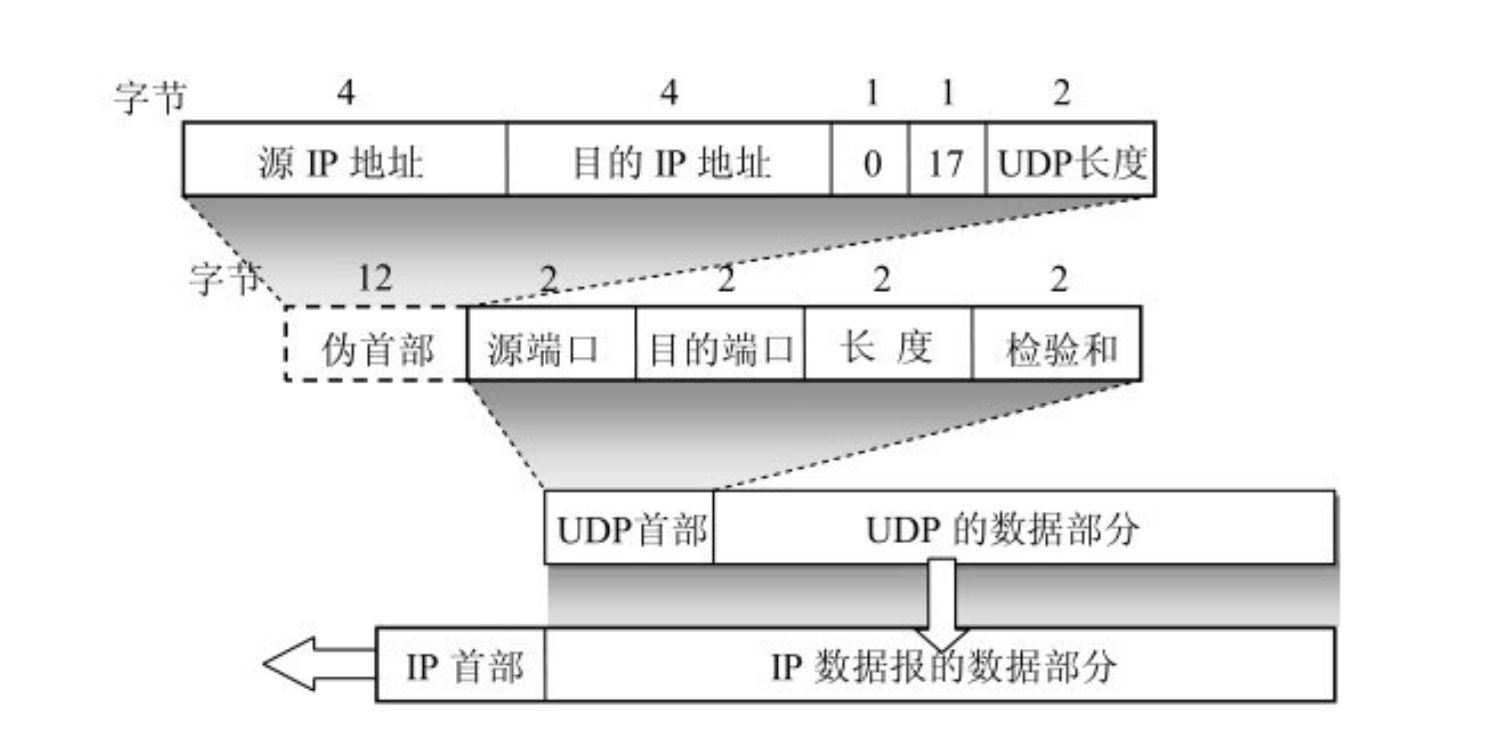 字节 4 4 1 1 2
源 IP 地址 目的 IP 地址 0 17 UDP长度
字节 12 2 2 2 2
伪首部 源端口 目的端口 长 度 检验和
UDP首部 UDP 的数据部分
IP 首部 IP 数据报的数据部分